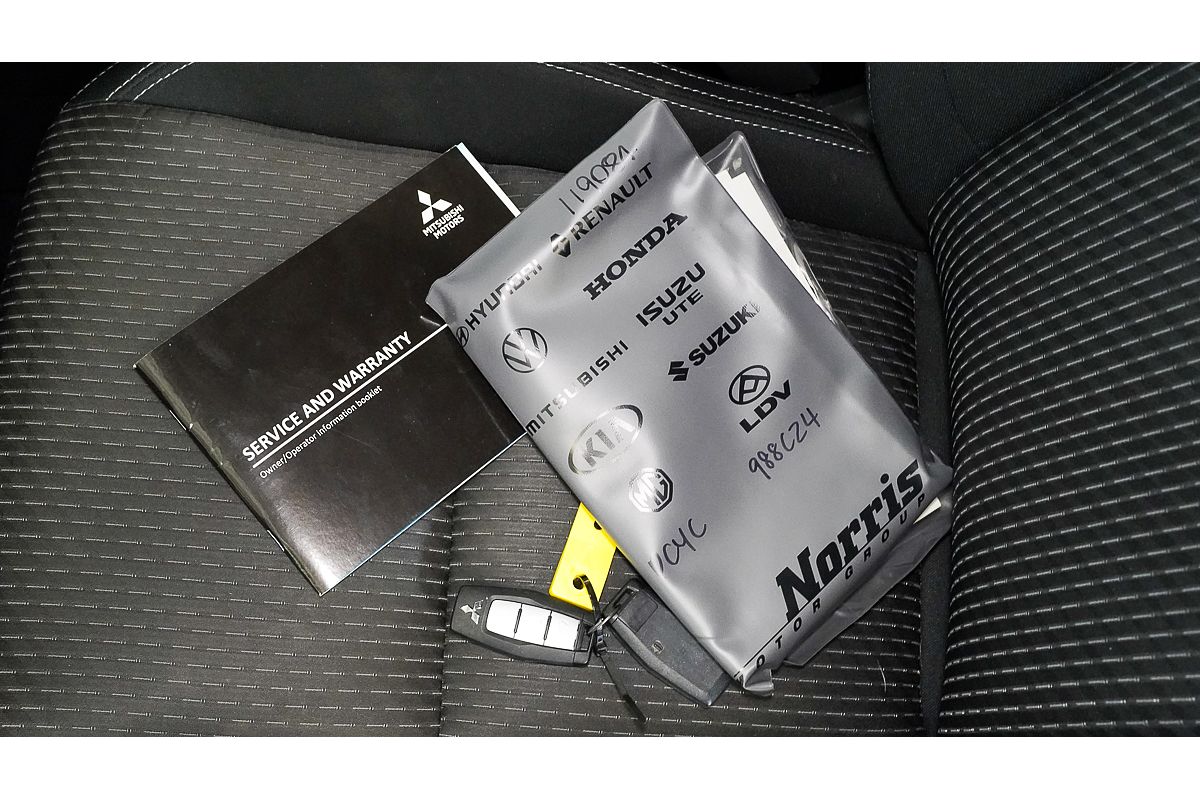 MITSUBISHI
MOTORS
SERVICE AND WARRANTY
Owner/Operator information booklet
RENAULT
HYUNDAI
HONDA
ISUZU
UTE
MITSUBISHI
SUZUKI
KIA
LDV
MG
988CZ4
Norris
MOTOR GROUP